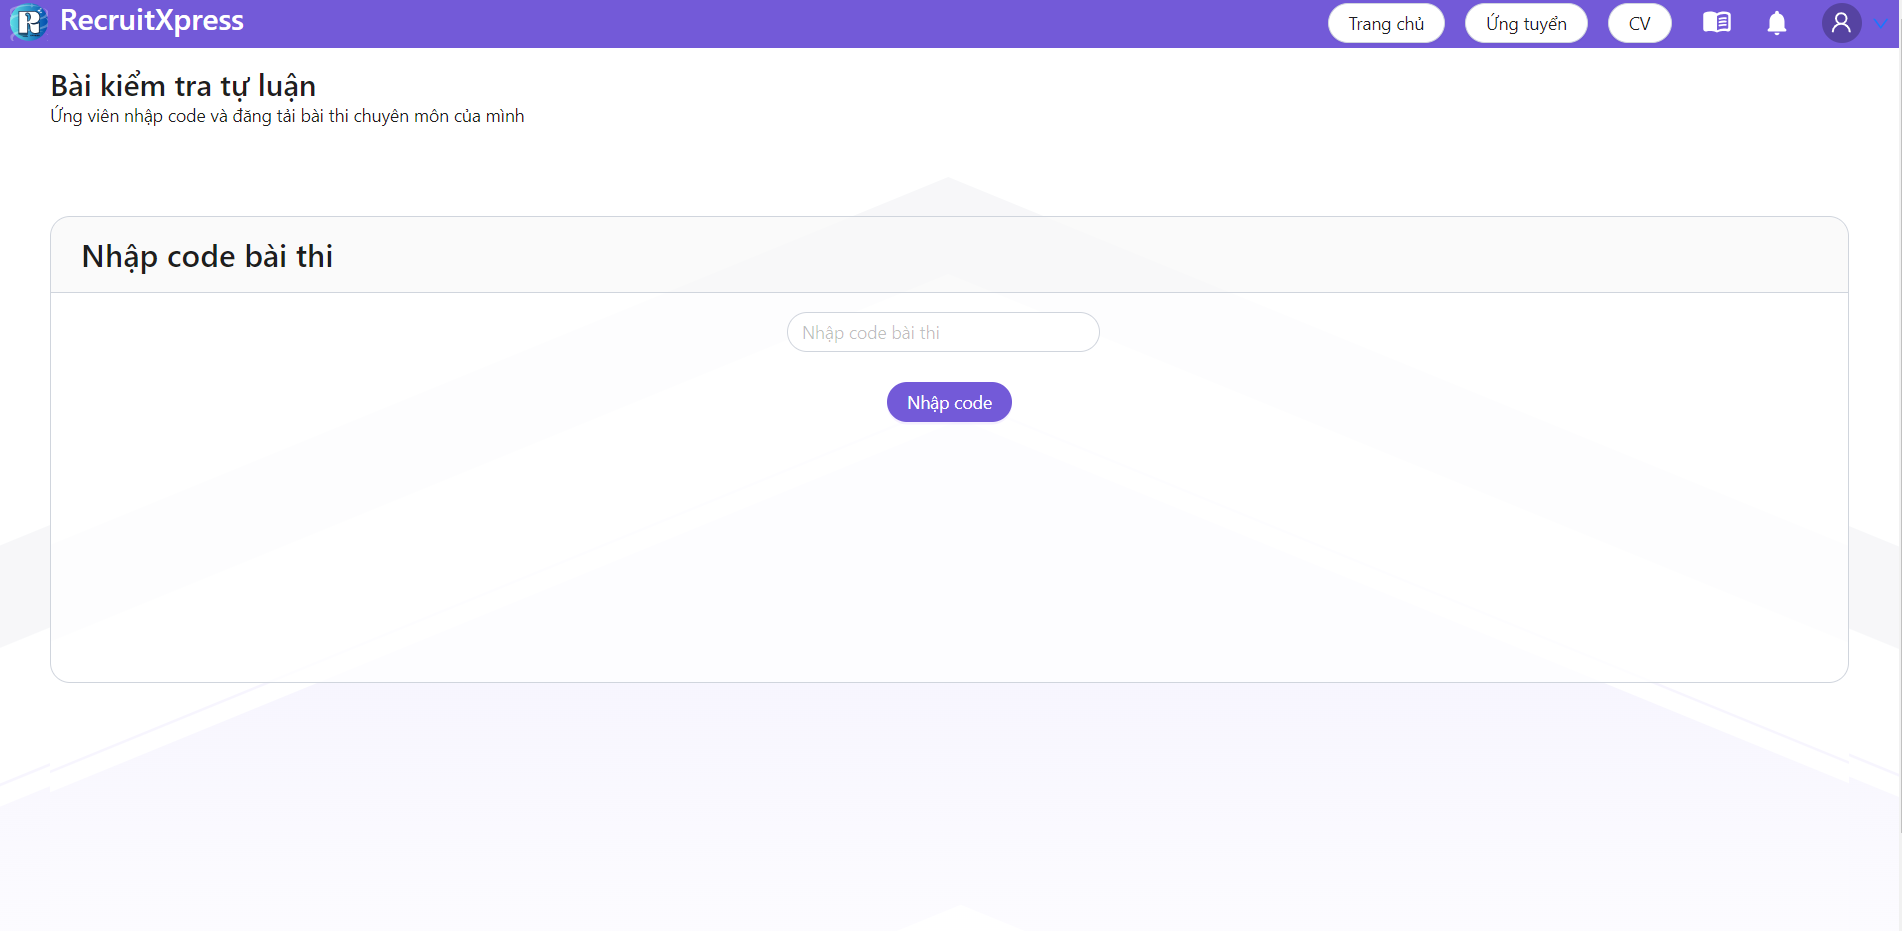 R RecruitXpress Trang chủ Ứng tuyển CV
Bài kiểm tra tự luận
Ứng viên nhập code và đăng tải bài thi chuyên môn của mình
Nhập code bài thi
Nhập code bài thi
Nhập code